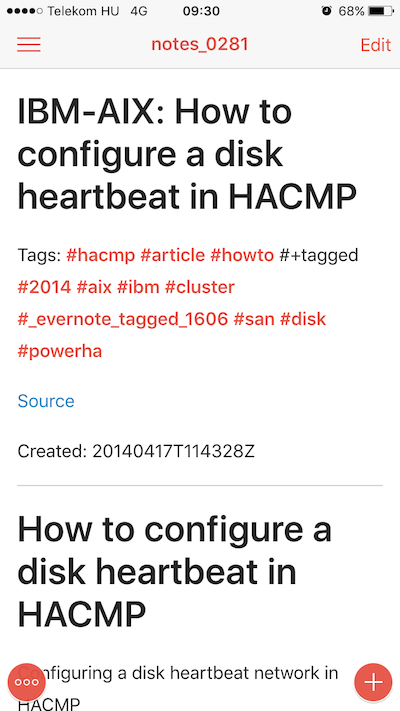 Telekom HU 4G 09:30 68%
notes_0281 Edit
IBM-AIX: How to
configure a disk
heartbeat in HACMP
Tags: #hacmp #article #howto #+tagged
#2014 #aix #ibm #cluster
#_evernote_tagged_1606 #san #disk
#powerha
Source
Created: 20140417T114328Z
How to configure a
disk heartbeat in
HACMP
Configuring a disk heartbeat network in
HACMP